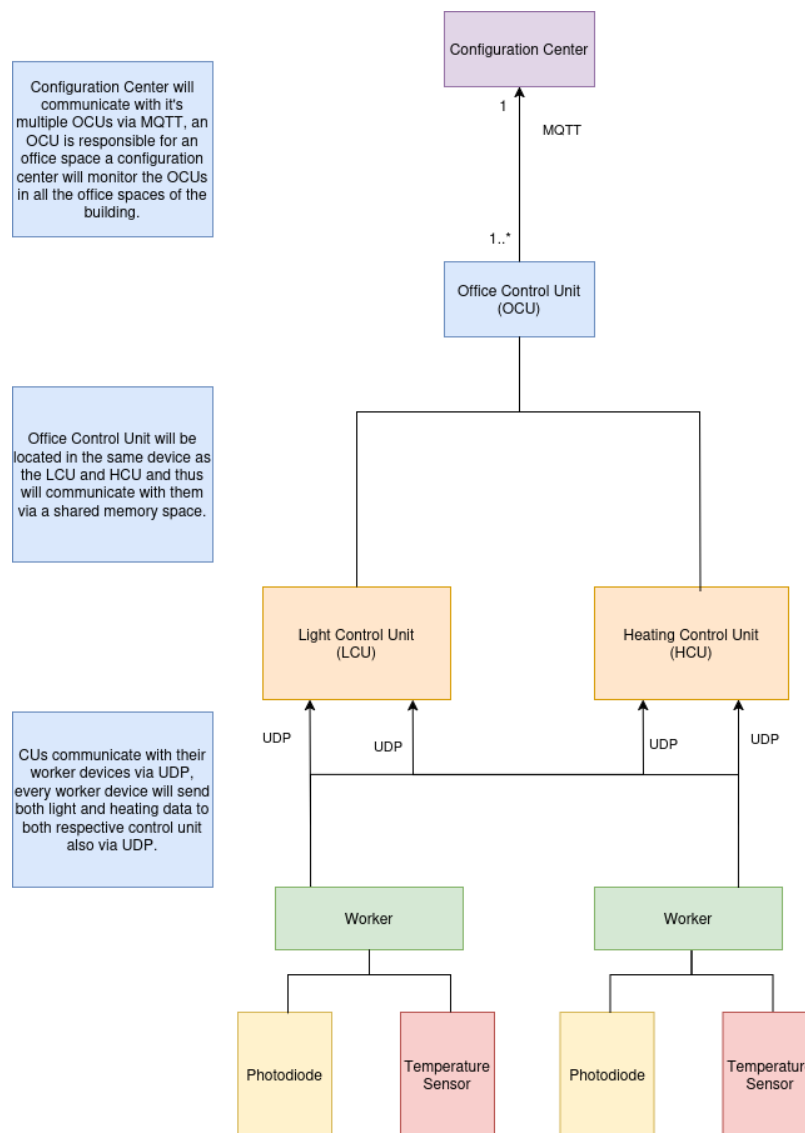 Configuration Center
Configuration Center will
communicate with it's
multiple OCUs via MQTT, an
OCU is responsible for an
office space a configuration
center will monitor the OCUs
in all the office spaces of the
building.
1
MQTT
1..*
Office Control Unit
(OCU)
Office Control Unit will be
located in the same device as
the LCU and HCU and thus
will communicate with them
via a shared memory space.
Light Control Unit
(LCU)
Heating Control Unit
(HCU)
UDP
UDP
UDP
UDP
CUs communicate with their
worker devices via UDP,
every worker device will send
both light and heating data to
both respective control unit
also via UDP.
Worker
Worker
Photodiode
Temperature
Sensor
Photodiode
Temperature
Sensor